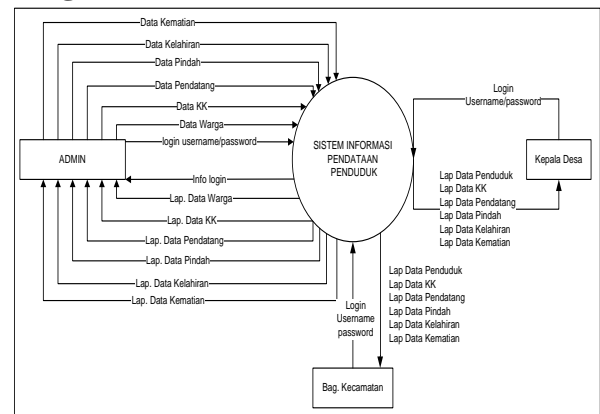 Data Kematian
Data Kelahiran
Data Pindah
Data Pendatang
Data KK
Data Warga
login username/password
ADMIN
Info login
Lap. Data Warga
Lap. Data KK
Lap. Data Pendatang
Lap. Data Pindah
Lap. Data Kelahiran
Lap. Data Kematian
SISTEM INFORMASI
PENDATAAN
PENDUDUK
Login
Username/password
Kepala Desa
Lap Data Penduduk
Lap Data KK
Lap Data Pendatang
Lap Data Pindah
Lap Data Kelahiran
Lap Data Kematian
Login
Username
password
Lap Data Penduduk
Lap Data KK
Lap Data Pendatang
Lap Data Pindah
Lap Data Kelahiran
Lap Data Kematian
Bag. Kecamatan